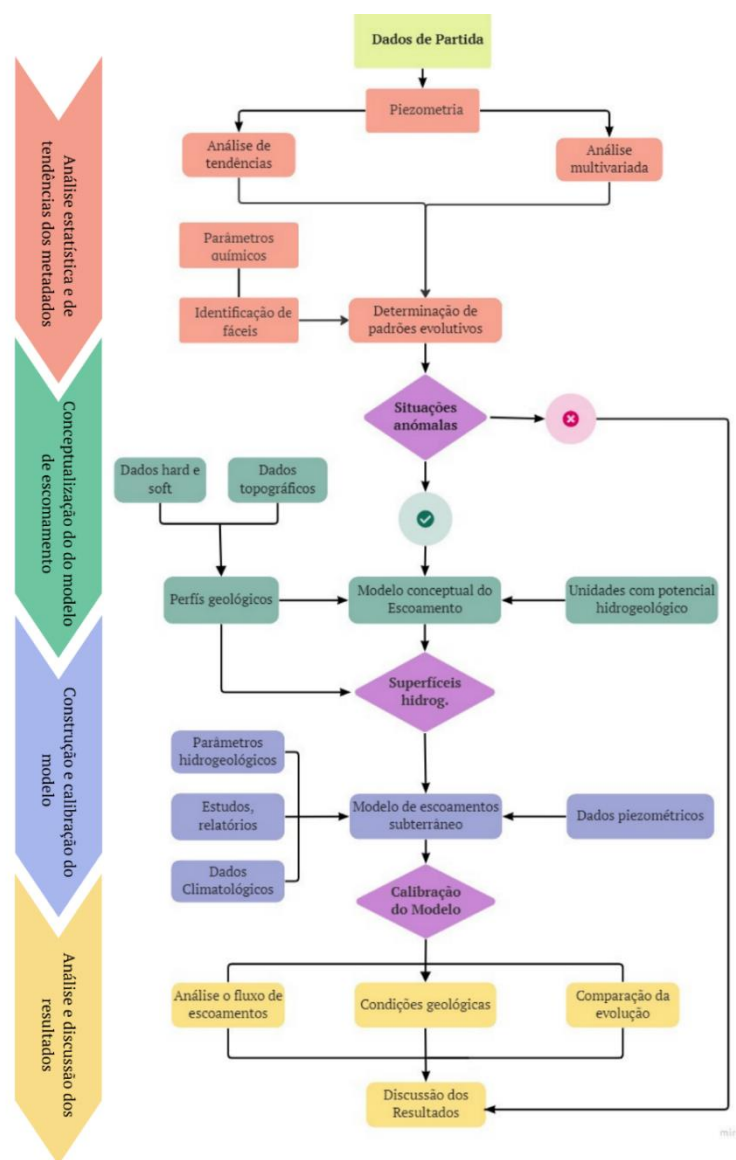 Dados de Partida
Piezometria
Análise de
tendências
Análise
multivariada
Parâmetros
químicos
Identificação de
fáceis
Determinação de
padrões evolutivos
Situações
anómalas
Dados hard e
soft
Dados
topográficos
Perfís geológicos
Modelo conceptual do
Escoamento
Unidades com potencial
hidrogeológico
Superfíceis
hidrog.
Parâmetros
hidrogeológicos
Estudos,
relatórios
Dados
Climatológicos
Modelo de escoamentos
subterrâneo
Dados piezométricos
Calibração
do Modelo
Análise o fluxo de
escoamentos
Condições geológicas
Comparação da
evolução
Discussão dos
Resultados
Análise estatística e de
tendências dos metadados
Conceptualização do do modelo
de escomamento
Construção e calibração do
modelo
Análise e discussão dos
resultados